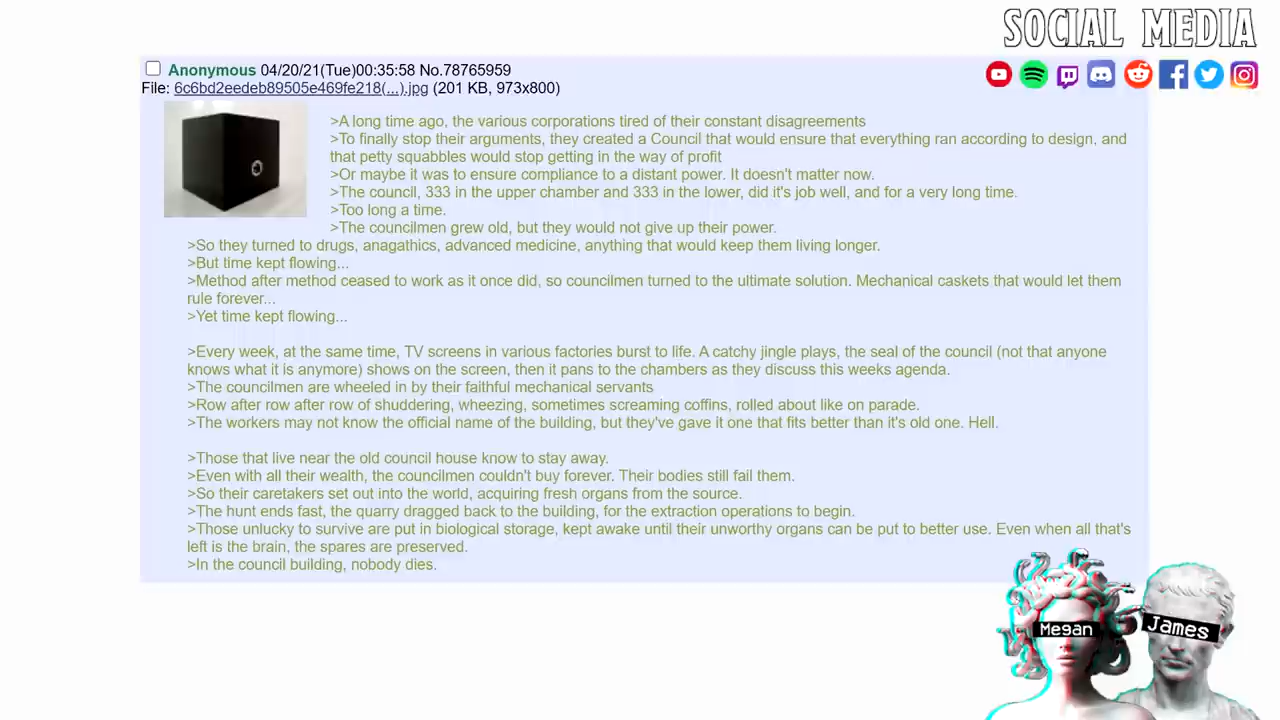 SOCIAL MEDIA
Anonymous 04/20/21(Tue)00:35:58 No.78765959
File: 6c6bd2eedeb89505e469fe218(...).jpg (201 KB, 973x800)
>A long time ago, the various corporations tired of their constant disagreements
>To finally stop their arguments, they created a Council that would ensure that everything ran according to design, and
that petty squabbles would stop getting in the way of profit
>Or maybe it was to ensure compliance to a distant power. It doesn't matter now.
>The council, 333 in the upper chamber and 333 in the lower, did it's job well, and for a very long time.
>Too long a time.
>The councilmen grew old, but they would not give up their power.
>So they turned to drugs, anagathics, advanced medicine, anything that would keep them living longer.
>But time kept flowing...
>Method after method ceased to work as it once did, so councilmen turned to the ultimate solution. Mechanical caskets that would let them
rule forever...
>Yet time kept flowing...
>Every week, at the same time, TV screens in various factories burst to life. A catchy jingle plays, the seal of the council (not that anyone
knows what it is anymore) shows on the screen, then it pans to the chambers as they discuss this weeks agenda.
>The councilmen are wheeled in by their faithful mechanical servants
>Row after row after row of shuddering, wheezing, sometimes screaming coffins, rolled about like on parade.
>The workers may not know the official name of the building, but they've gave it one that fits better than it's old one. Hell.
>Those that live near the old council house know to stay away.
>Even with all their wealth, the councilmen couldn't buy forever. Their bodies still fail them.
>So their caretakers set out into the world, acquiring fresh organs from the source.
>The hunt ends fast, the quarry dragged back to the building, for the extraction operations to begin.
>Those unlucky to survive are put in biological storage, kept awake until their unworthy organs can be put to better use. Even when all that's
left is the brain, the spares are preserved.
>In the council building, nobody dies.
Megan
James